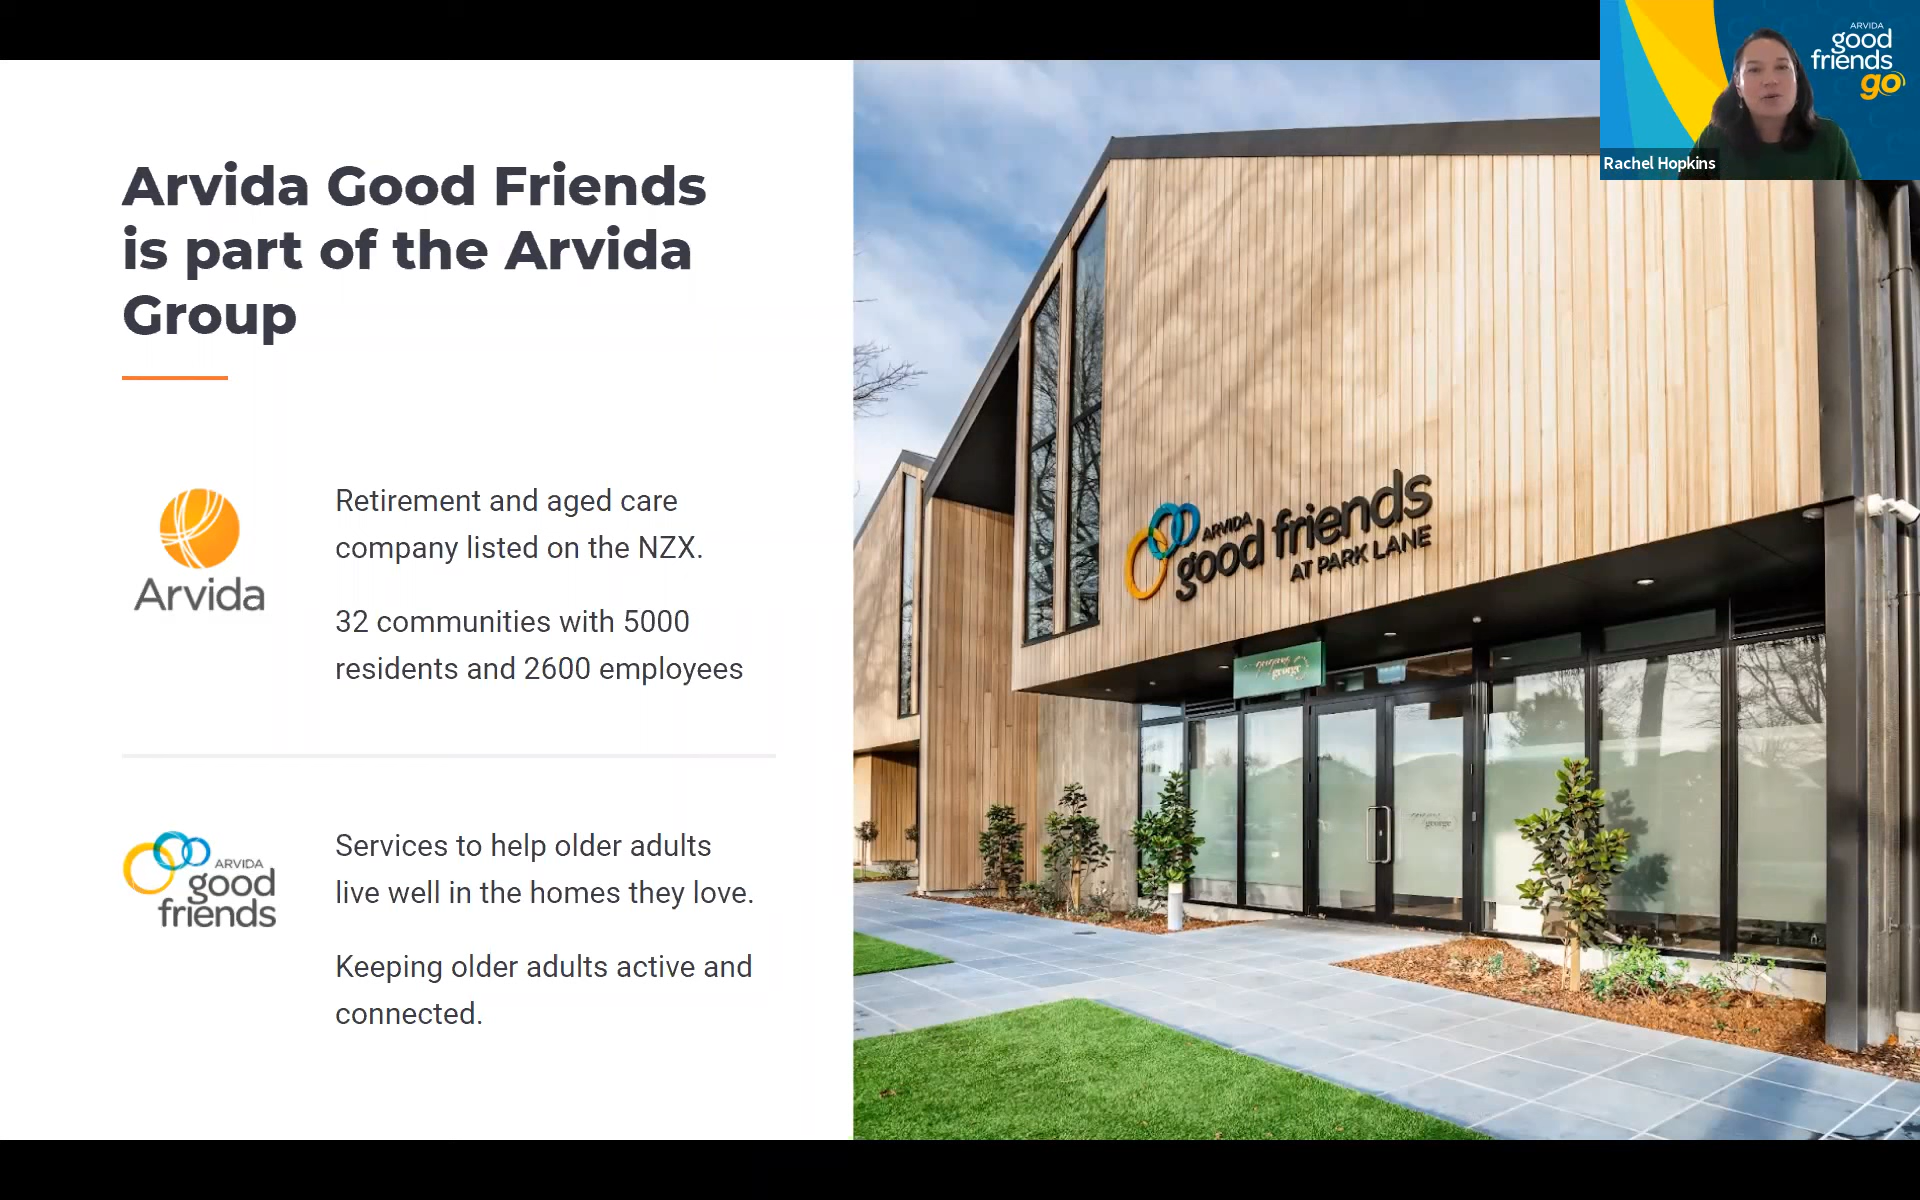 Arvida Good Friends
is part of the Arvida
Group
Arvida
Retirement and aged care
company listed on the NZX.
32 communities with 5000
residents and 2600 employees
ARVIDA
good
friends
Services to help older adults
live well in the homes they love.
Keeping older adults active and
connected.
ARVIDA
good friends
AT PARK LANE
george
ARVIDA
good
friends
go
Rachel Hopkins